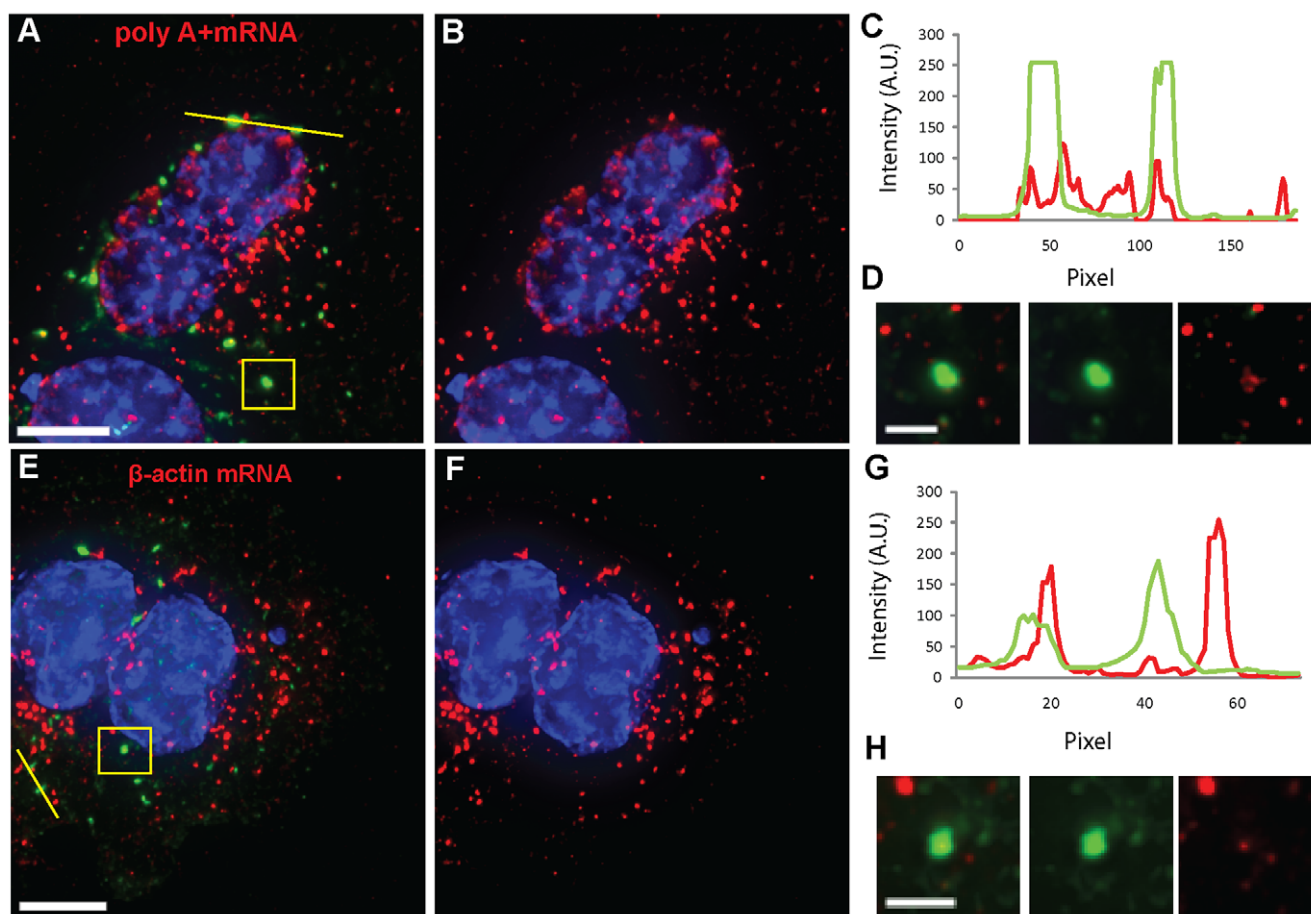 A
poly A+mRNA
B
C
Intensity (A.U.)
300
250
200
150
100
50
0
0 50 100 150
Pixel
D
E
β-actin mRNA
F
G
Intensity (A.U.)
300
250
200
150
100
50
0
0 20 40 60
Pixel
H